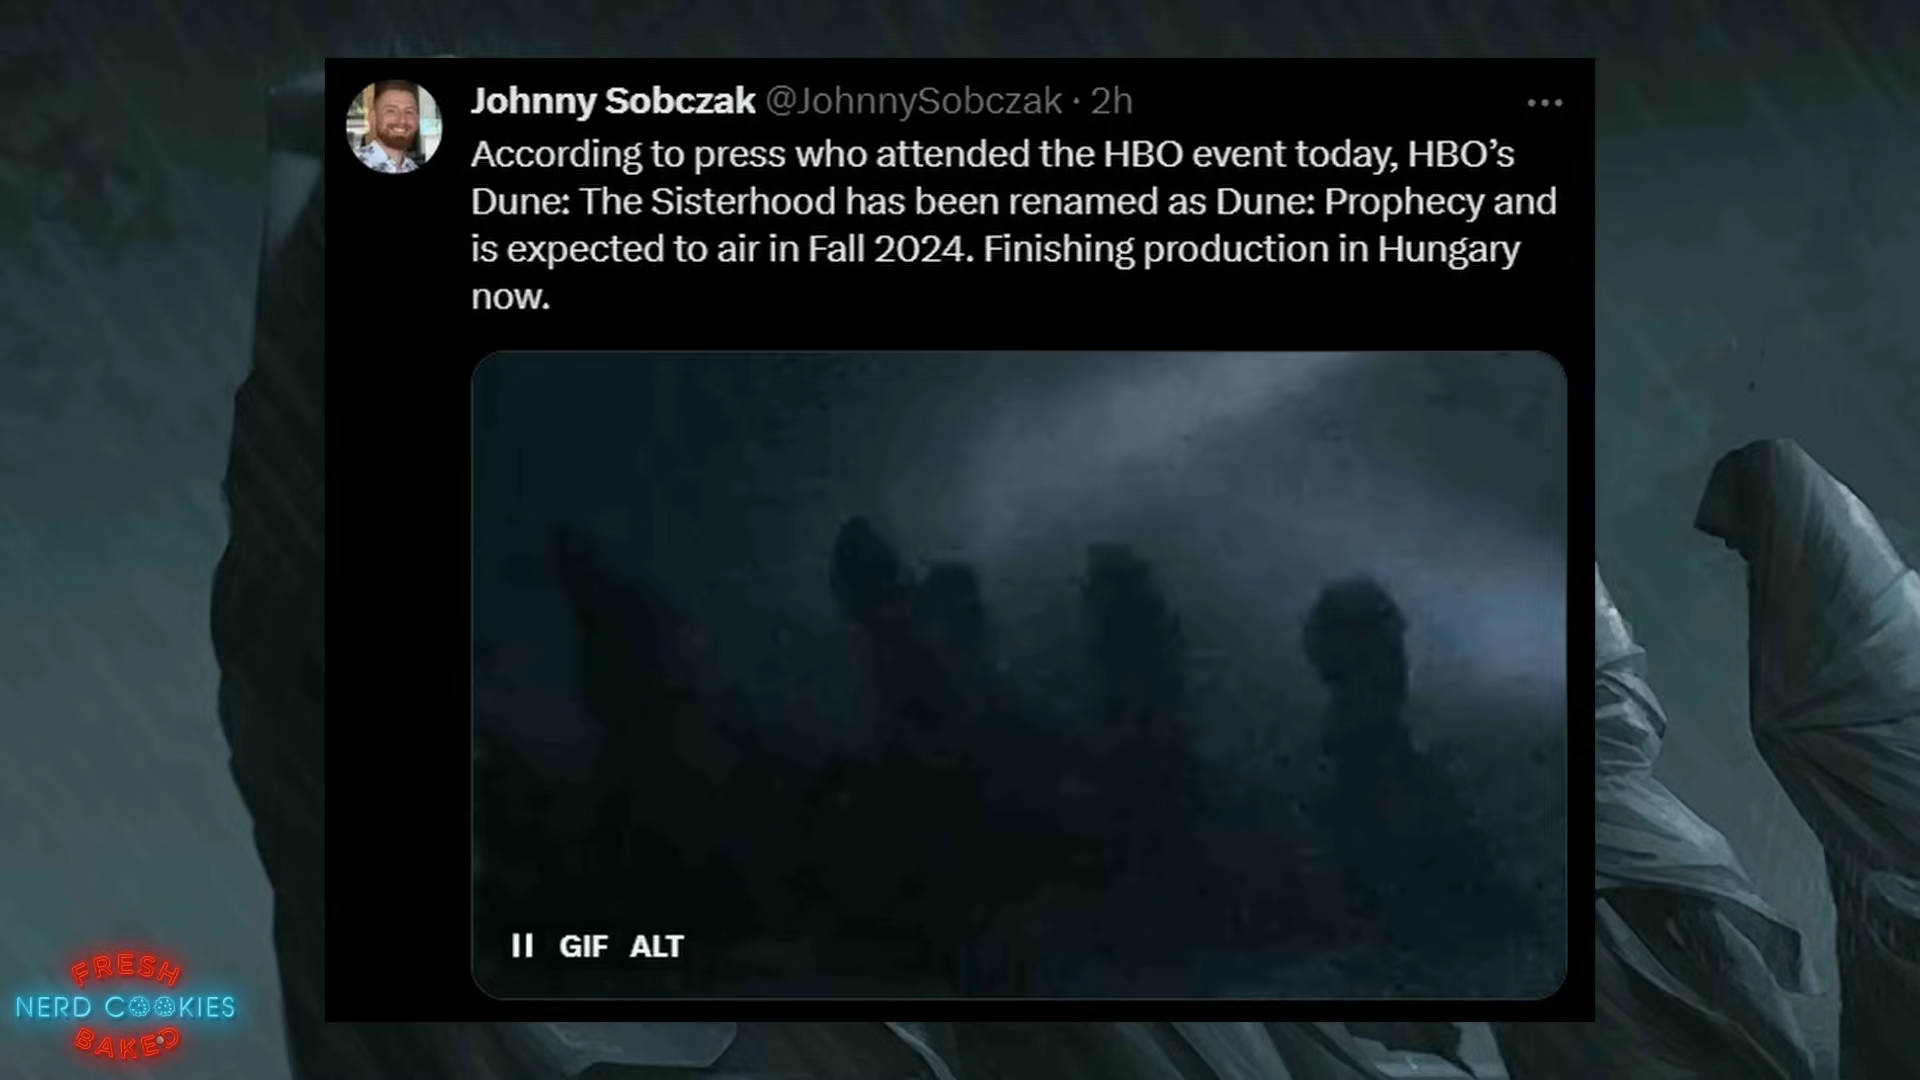 Johnny Sobczak @JohnnySobczak · 2h
According to press who attended the HBO event today, HBO’s
Dune: The Sisterhood has been renamed as Dune: Prophecy and
is expected to air in Fall 2024. Finishing production in Hungary
now.
GIF ALT
FRESH
NERD COOKIES
BAKED